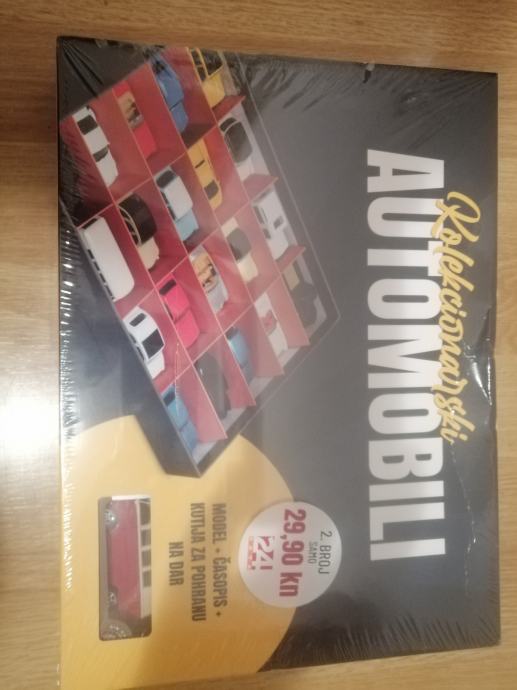 Kolekcionarski
AUTOMOBILI
2. BROJ
SAMO
29,90 kn
MODEL + ČASOPIS +
KUTIJA ZA POHRANU
NA DAR